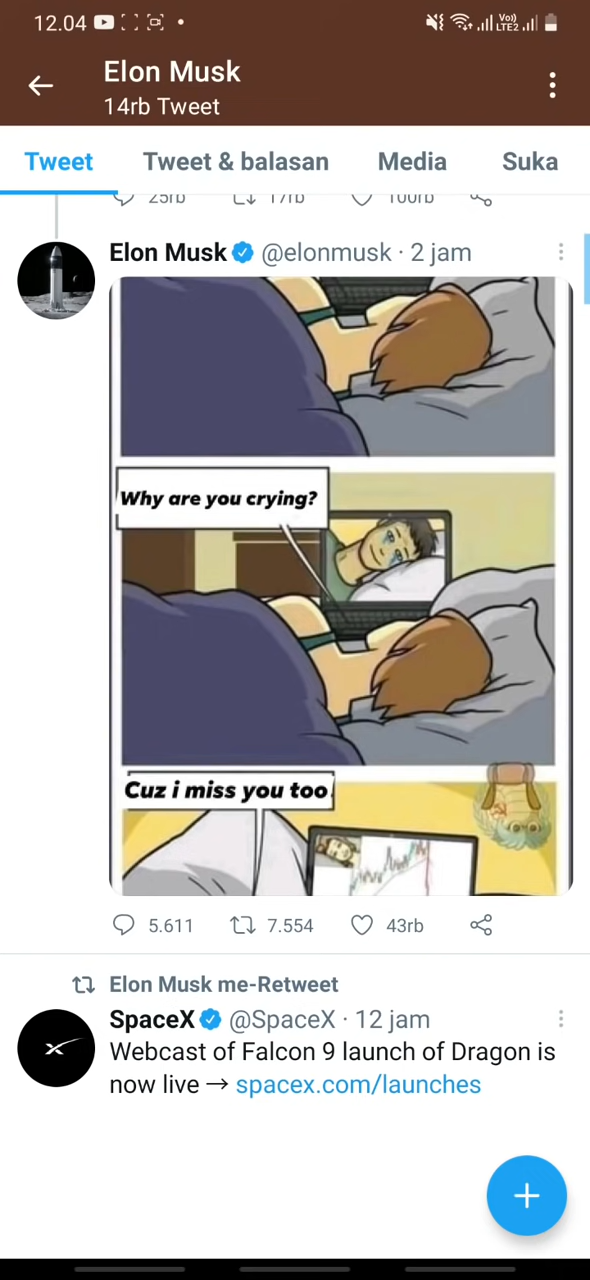 12.04
Vo))
LTE2
Elon Musk
14rb Tweet
Tweet
Tweet & balasan
Media
Suka
25rb
17rb
100rb
Elon Musk @elonmusk · 2 jam
Why are you crying?
Cuz i miss you too
5.611
7.554
43rb
Elon Musk me-Retweet
SpaceX @SpaceX · 12 jam
Webcast of Falcon 9 launch of Dragon is
now live → spacex.com/launches